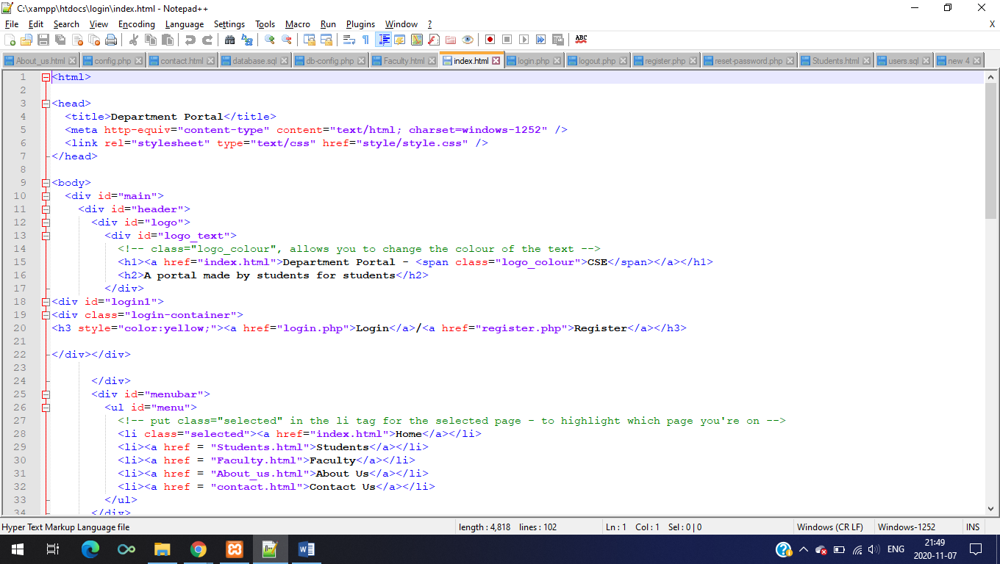 C:\xampp\htdocs\login\index.html - Notepad++
File Edit Search View Encoding Language Settings Tools Macro Run Plugins Window ? X
About_us.html config.php contact.html database.sql db-config.php Faculty.html index.html login.php logout.php register.php reset-password.php Students.html users.sql new 4
1 <html>
2
3 <head>
4 <title>Department Portal</title>
5 <meta http-equiv="content-type" content="text/html; charset=windows-1252" />
6 <link rel="stylesheet" type="text/css" href="style/style.css" />
7 </head>
8
9 <body>
10 <div id="main">
11 <div id="header">
12 <div id="logo">
13 <div id="logo_text">
14 <!-- class="logo_colour", allows you to change the colour of the text -->
15 <h1><a href="index.html">Department Portal - <span class="logo_colour">CSE</span></a></h1>
16 <h2>A portal made by students for students</h2>
17 </div>
18 <div id="login1">
19 <div class="login-container">
20 <h3 style="color:yellow;"><a href="login.php">Login</a>/<a href="register.php">Register</a></h3>
21
22 </div></div>
23
24 </div>
25 <div id="menubar">
26 <ul id="menu">
27 <!-- put class="selected" in the li tag for the selected page - to highlight which page you're on -->
28 <li class="selected"><a href="index.html">Home</a></li>
29 <li><a href = "Students.html">Students</a></li>
30 <li><a href = "Faculty.html">Faculty</a></li>
31 <li><a href = "About_us.html">About Us</a></li>
32 <li><a href = "contact.html">Contact Us</a></li>
33 </ul>
34 </div>
Hyper Text Markup Language file length : 4,818 lines : 102 Ln : 1 Col : 1 Sel : 0 | 0 Windows (CR LF) Windows-1252 INS
ENG 21:49
2020-11-07